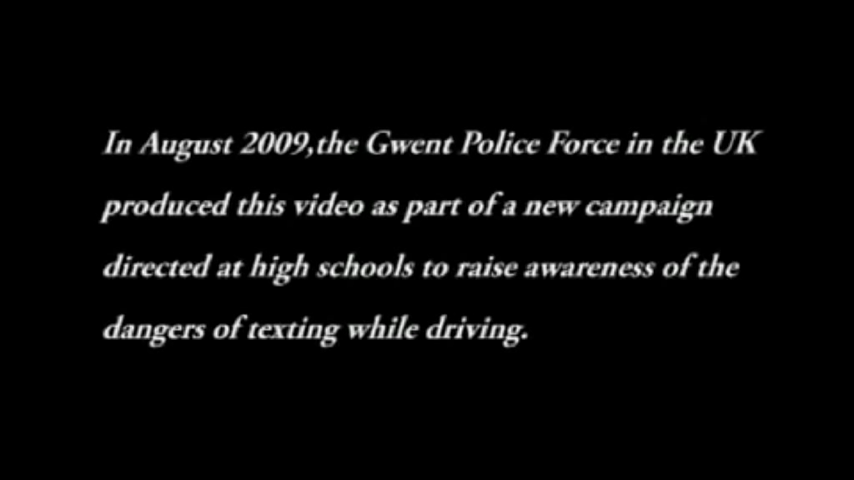 In August 2009,the Gwent Police Force in the UK
produced this video as part of a new campaign
directed at high schools to raise awareness of the
dangers of texting while driving.